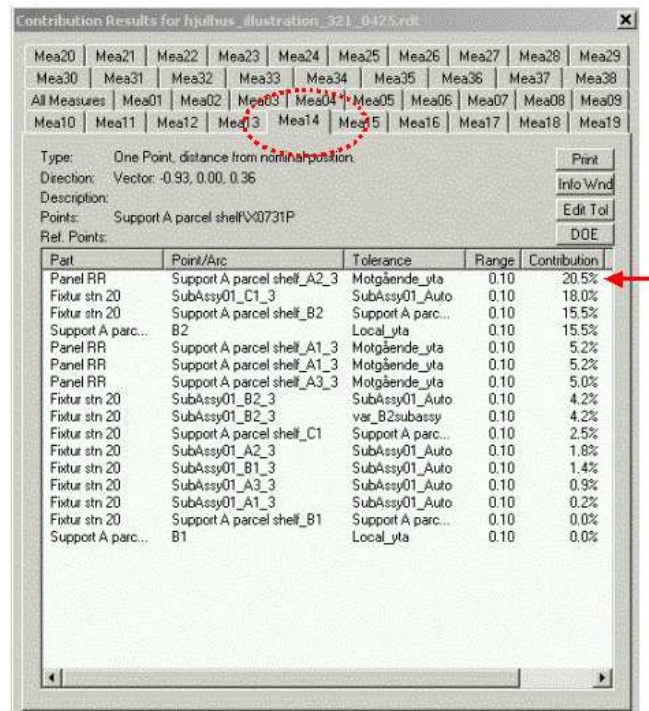 Contribution Results for hjulhus_illustration_321_0425.rdt
Mea20 Mea21 Mea22 Mea23 Mea24 Mea25 Mea26 Mea27 Mea28 Mea29
Mea30 Mea31 Mea32 Mea33 Mea34 Mea35 Mea36 Mea37 Mea38
All Measures Mea01 Mea02 Mea03 Mea04 Mea05 Mea06 Mea07 Mea08 Mea09
Mea10 Mea11 Mea12 Mea13 Mea14 Mea15 Mea16 Mea17 Mea18 Mea19
Type: One Point, distance from nominal position. Print
Direction: Vector: -0.93, 0.00, 0.36 Info Wnd
Description:
Points: Support A parcel shelf\X0731P Edit Tol
Ref. Points: DOE
Part Point/Arc Tolerance Range Contribution
Panel RR Support A parcel shelf_A2_3 Motgående_yta 0.10 20.5%
Fixtur stn 20 SubAssy01_C1_3 SubAssy01_Auto 0.10 18.0%
Fixtur stn 20 Support A parcel shelf_B2 Support A parc... 0.10 15.5%
Support A parc... B2 Local_yta 0.10 15.5%
Panel RR Support A parcel shelf_A1_3 Motgående_yta 0.10 5.2%
Panel RR Support A parcel shelf_A1_3 Motgående_yta 0.10 5.2%
Panel RR Support A parcel shelf_A3_3 Motgående_yta 0.10 5.0%
Fixtur stn 20 SubAssy01_B2_3 SubAssy01_Auto 0.10 4.2%
Fixtur stn 20 SubAssy01_B2_3 var_B2subassy 0.10 4.2%
Fixtur stn 20 Support A parcel shelf_C1 Support A parc... 0.10 2.5%
Fixtur stn 20 SubAssy01_A2_3 SubAssy01_Auto 0.10 1.8%
Fixtur stn 20 SubAssy01_B1_3 SubAssy01_Auto 0.10 1.4%
Fixtur stn 20 SubAssy01_A3_3 SubAssy01_Auto 0.10 0.9%
Fixtur stn 20 SubAssy01_A1_3 SubAssy01_Auto 0.10 0.2%
Fixtur stn 20 Support A parcel shelf_B1 Support A parc... 0.10 0.0%
Support A parc... B1 Local_yta 0.10 0.0%